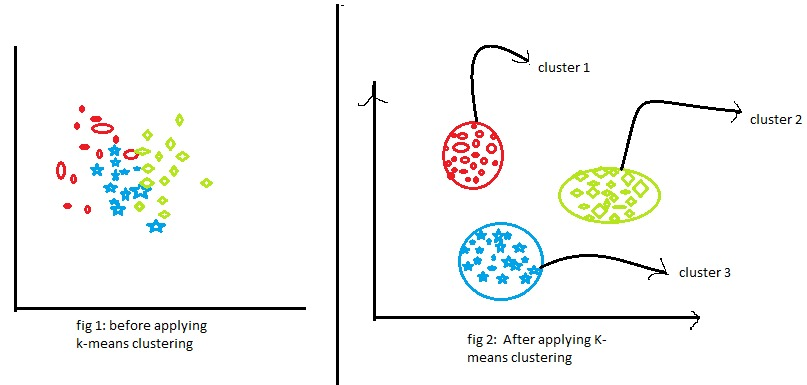 fig 1: before applying
k-means clustering
cluster 1
cluster 2
cluster 3
fig 2:  After applying K-
means clustering